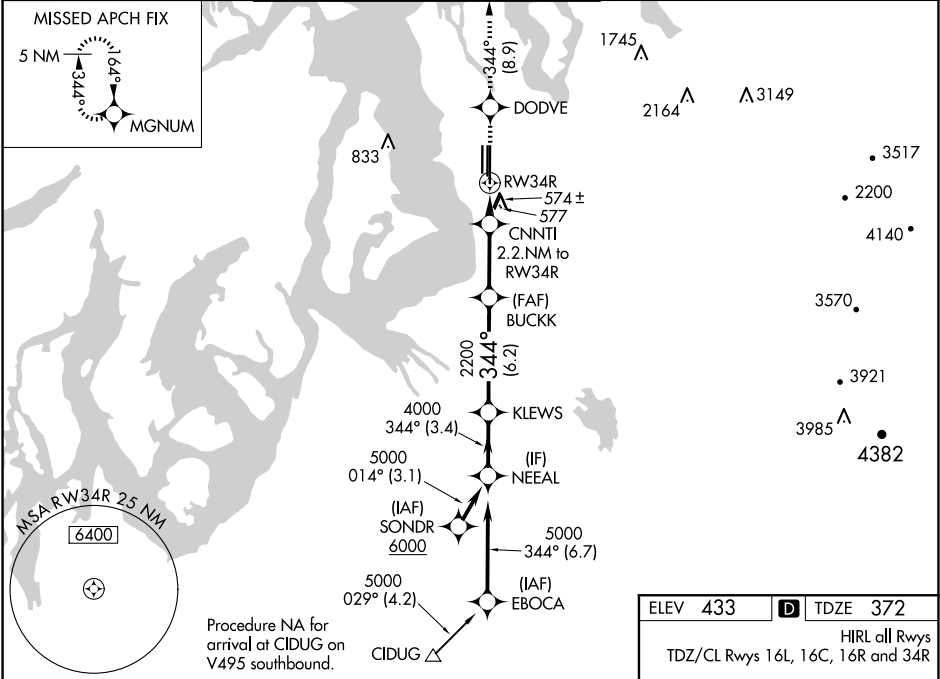 MISSED APCH FIX
5 NM
344°
164°
MGNUM
344°
(8.9)
DODVE
1745
2164
3149
833
3517
RW34R
574 ±
577
2200
CNNTI
2.2.NM to
RW34R
4140
(FAF)
BUCKK
3570
2200
344°
(6.2)
3921
4000
344° (3.4)
KLEWS
3985
4382
5000
014° (3.1)
(IF)
NEEAL
MSA RW34R 25 NM
6400
(IAF)
SONDR
6000
5000
344° (6.7)
5000
029° (4.2)
(IAF)
EBOCA
Procedure NA for
arrival at CIDUG on
V495 southbound.
CIDUG
ELEV 433 D TDZE 372
HIRL all Rwys
TDZ/CL Rwys 16L, 16C, 16R and 34R